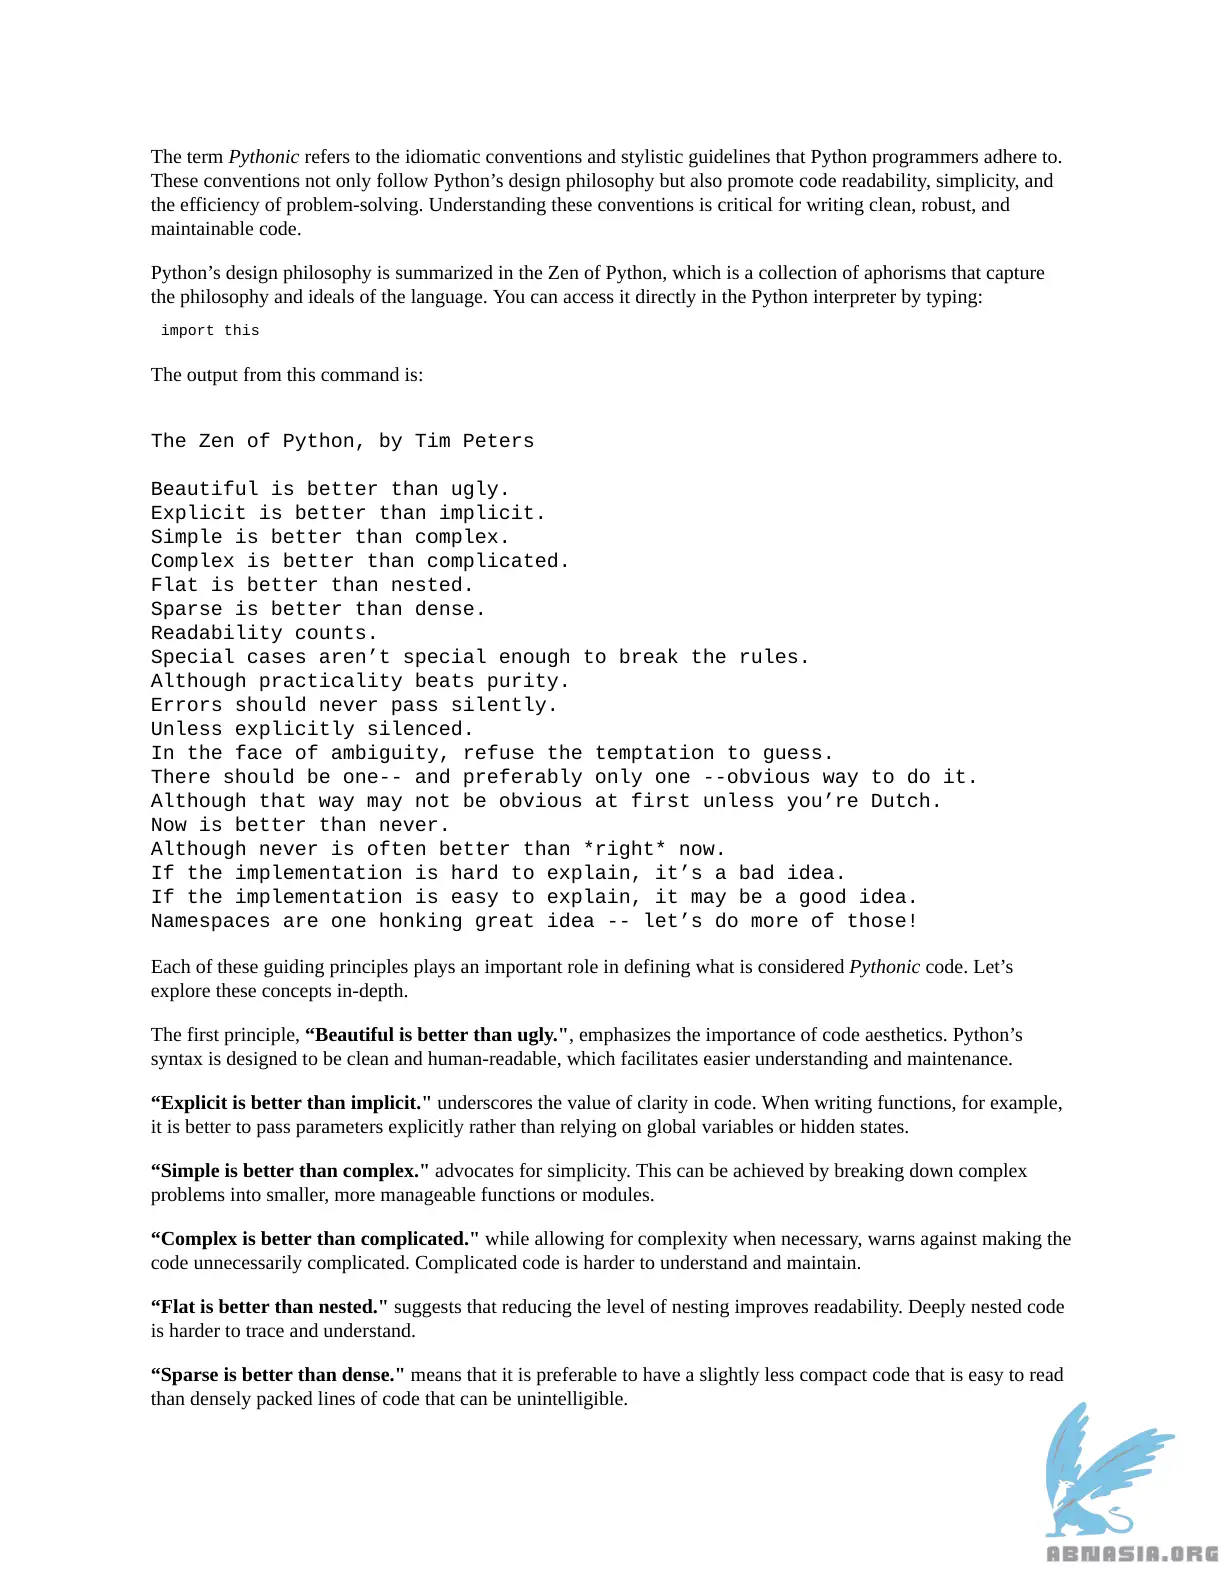 The term Pythonic refers to the idiomatic conventions and stylistic guidelines that Python programmers adhere to.
These conventions not only follow Python’s design philosophy but also promote code readability, simplicity, and
the efficiency of problem-solving. Understanding these conventions is critical for writing clean, robust, and
maintainable code.
Python’s design philosophy is summarized in the Zen of Python, which is a collection of aphorisms that capture
the philosophy and ideals of the language. You can access it directly in the Python interpreter by typing:
import this
The output from this command is:
The Zen of Python, by Tim Peters
Beautiful is better than ugly.
Explicit is better than implicit.
Simple is better than complex.
Complex is better than complicated.
Flat is better than nested.
Sparse is better than dense.
Readability counts.
Special cases aren’t special enough to break the rules.
Although practicality beats purity.
Errors should never pass silently.
Unless explicitly silenced.
In the face of ambiguity, refuse the temptation to guess.
There should be one-- and preferably only one --obvious way to do it.
Although that way may not be obvious at first unless you’re Dutch.
Now is better than never.
Although never is often better than *right* now.
If the implementation is hard to explain, it’s a bad idea.
If the implementation is easy to explain, it may be a good idea.
Namespaces are one honking great idea -- let’s do more of those!
Each of these guiding principles plays an important role in defining what is considered Pythonic code. Let’s
explore these concepts in-depth.
The first principle, “Beautiful is better than ugly.", emphasizes the importance of code aesthetics. Python’s
syntax is designed to be clean and human-readable, which facilitates easier understanding and maintenance.
“Explicit is better than implicit." underscores the value of clarity in code. When writing functions, for example,
it is better to pass parameters explicitly rather than relying on global variables or hidden states.
“Simple is better than complex." advocates for simplicity. This can be achieved by breaking down complex
problems into smaller, more manageable functions or modules.
“Complex is better than complicated." while allowing for complexity when necessary, warns against making the
code unnecessarily complicated. Complicated code is harder to understand and maintain.
“Flat is better than nested." suggests that reducing the level of nesting improves readability. Deeply nested code
is harder to trace and understand.
“Sparse is better than dense." means that it is preferable to have a slightly less compact code that is easy to read
than densely packed lines of code that can be unintelligible.
ABNASIA.ORG